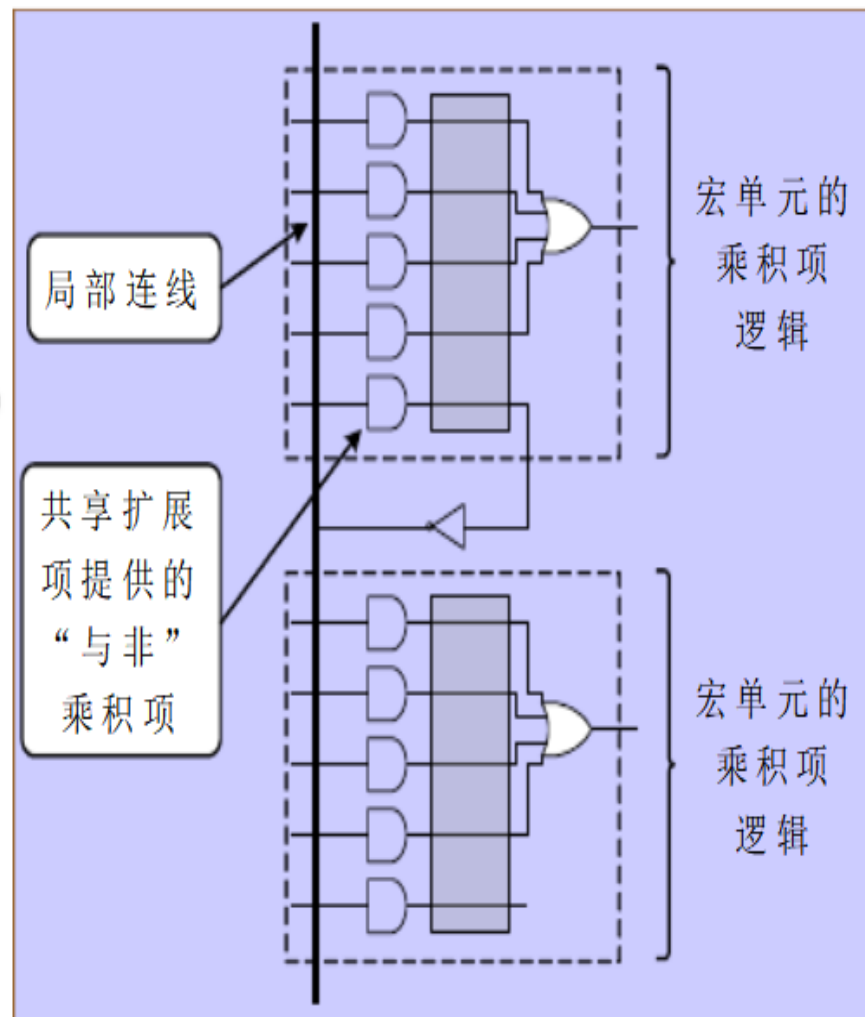 宏单元的
乘积项
逻辑
局部连线
共享扩展
项提供的
“与非”
乘积项
宏单元的
乘积项
逻辑